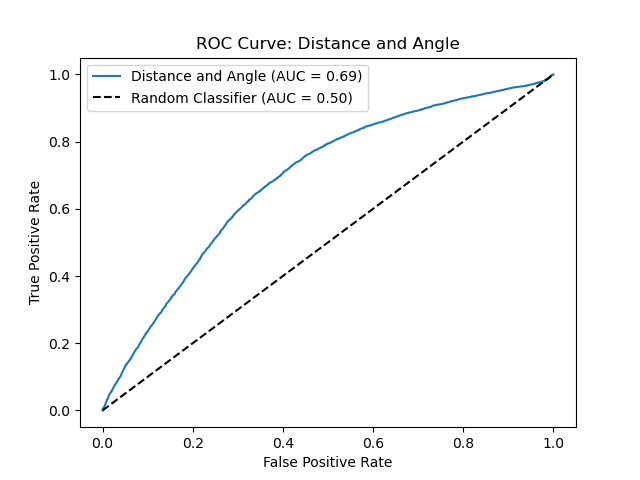 ROC Curve: Distance and Angle
Distance and Angle (AUC = 0.69)
Random Classifier (AUC = 0.50)
True Positive Rate
1.0
0.8
0.6
0.4
0.2
0.0
0.0 0.2 0.4 0.6 0.8 1.0
False Positive Rate